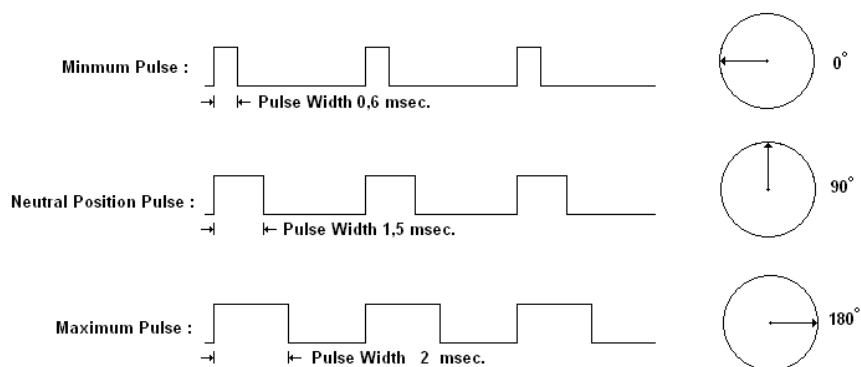 Minmum Pulse :
Pulse Width 0,6 msec.
0°
Neutral Position Pulse :
Pulse Width 1,5 msec.
90°
Maximum Pulse :
Pulse Width 2 msec.
180°